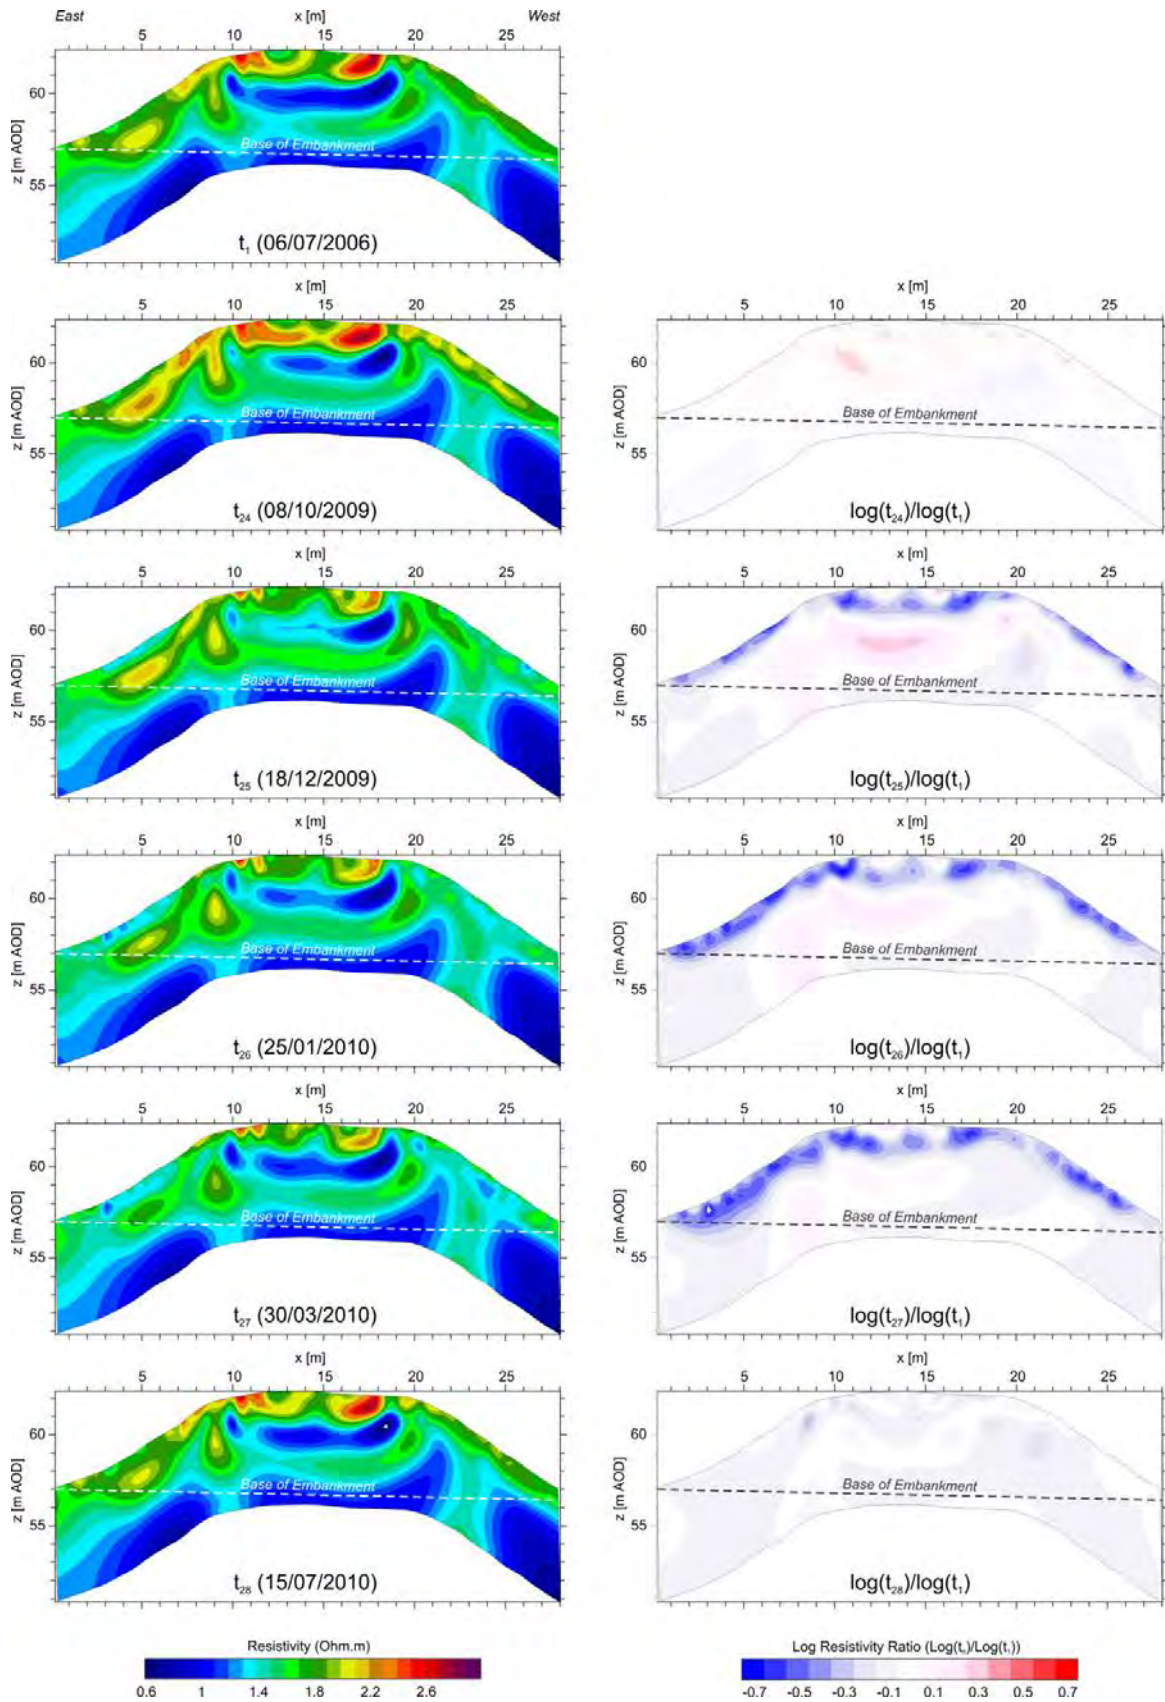 East x [m] West
5 10 15 20 25
60
55
z [m AOD]
Base of Embankment
t₁ (06/07/2006)
x [m] x [m]
5 10 15 20 25 5 10 15 20 25
60 60
55 55
z [m AOD] z [m AOD]
Base of Embankment Base of Embankment
t₂₄ (08/10/2009) log(t₂₄)/log(t₁)
x [m] x [m]
5 10 15 20 25 5 10 15 20 25
60 60
55 55
z [m AOD] z [m AOD]
Base of Embankment Base of Embankment
t₂₅ (18/12/2009) log(t₂₅)/log(t₁)
x [m] x [m]
5 10 15 20 25 5 10 15 20 25
60 60
55 55
z [m AOD] z [m AOD]
Base of Embankment Base of Embankment
t₂₆ (25/01/2010) log(t₂₆)/log(t₁)
x [m] x [m]
5 10 15 20 25 5 10 15 20 25
60 60
55 55
z [m AOD] z [m AOD]
Base of Embankment Base of Embankment
t₂₇ (30/03/2010) log(t₂₇)/log(t₁)
x [m] x [m]
5 10 15 20 25 5 10 15 20 25
60 60
55 55
z [m AOD] z [m AOD]
Base of Embankment Base of Embankment
t₂₈ (15/07/2010) log(t₂₈)/log(t₁)
Resistivity (Ohm.m) Log Resistivity Ratio
0.6 1 1.4 1.8 2.2 2.6 -0.7 -0.5 -0.3 -0.1 0.1 0.3 0.5 0.7